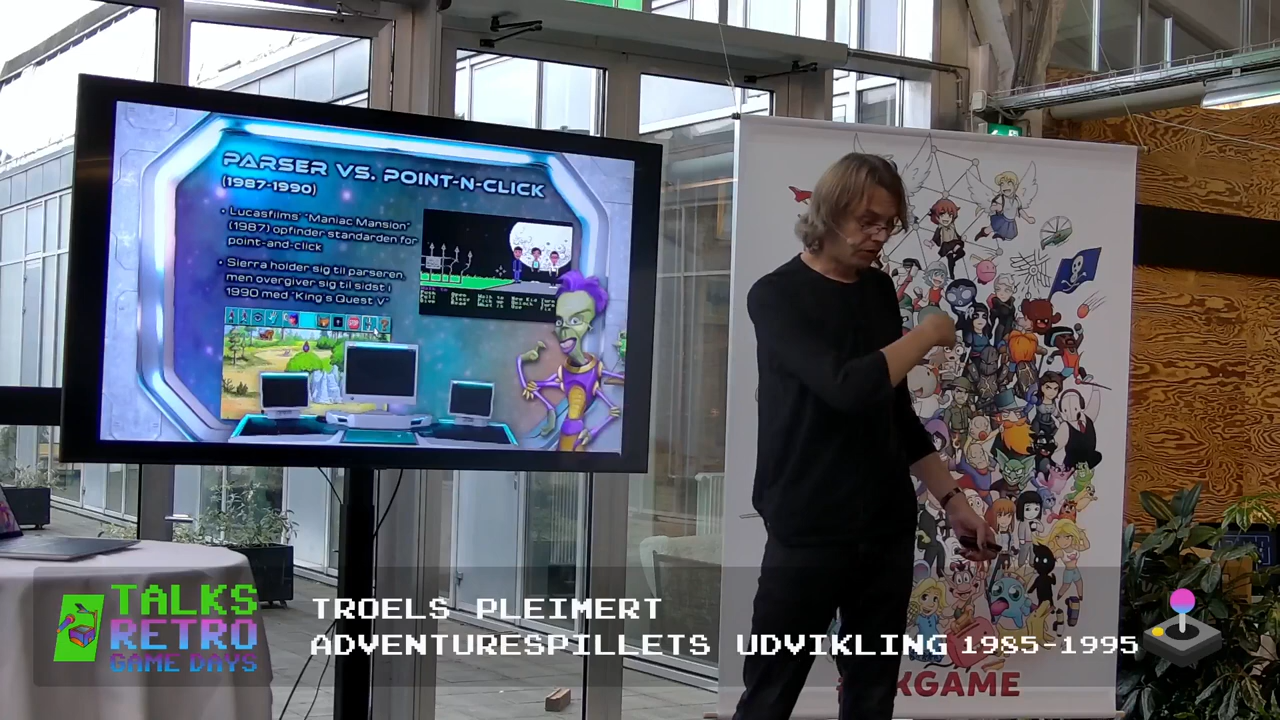 PARSER VS. POINT-N-CLICK
(1987-1990)
• Lucasfilms' "Maniac Mansion"
(1987) opfinder standarden for
point-and-click
• Sierra holder sig til parseren,
men overgiver sig til sidst i
1990 med "King's Quest V"
TALKS
RETRO
GAME DAYS
TROELS PLEIMERT
ADVENTURESPILLETS UDVIKLING 1985-1995